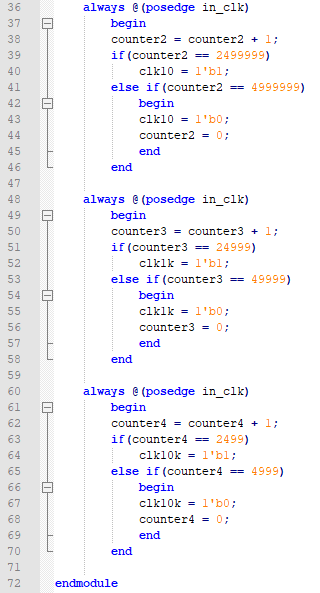 36 always @(posedge in_clk)
37 begin
38 counter2 = counter2 + 1;
39 if(counter2 == 2499999)
40 clk10 = 1'b1;
41 else if(counter2 == 4999999)
42 begin
43 clk10 = 1'b0;
44 counter2 = 0;
45 end
46 end
47
48 always @(posedge in_clk)
49 begin
50 counter3 = counter3 + 1;
51 if(counter3 == 24999)
52 clk1k = 1'b1;
53 else if(counter3 == 49999)
54 begin
55 clk1k = 1'b0;
56 counter3 = 0;
57 end
58 end
59
60 always @(posedge in_clk)
61 begin
62 counter4 = counter4 + 1;
63 if(counter4 == 2499)
64 clk10k = 1'b1;
65 else if(counter4 == 4999)
66 begin
67 clk10k = 1'b0;
68 counter4 = 0;
69 end
70 end
71
72 endmodule